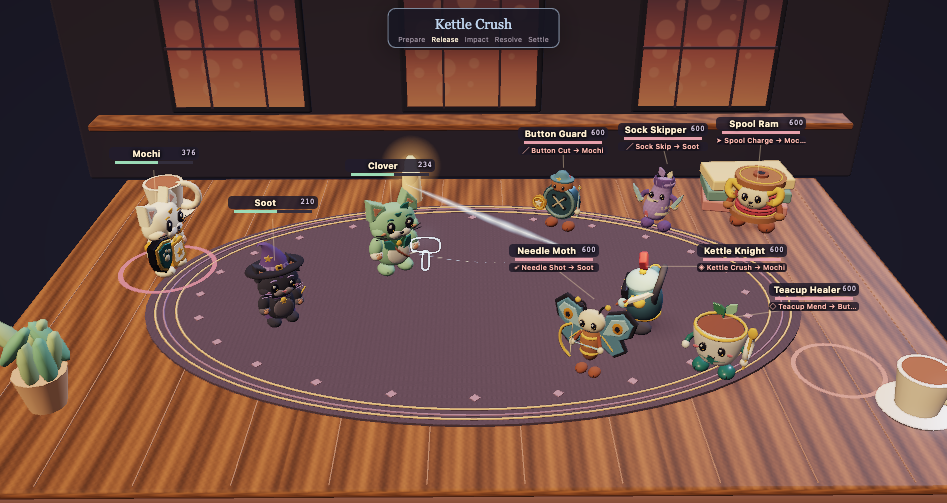 Kettle Crush
Prepare Release Impact Resolve Settle
Mochi 376
Soot 210
Clover 234
Button Guard 600
Button Cut → Mochi
Sock Skipper 600
Sock Skip → Soot
Spool Ram 600
Spool Charge → Moc...
Needle Moth 600
Needle Shot → Soot
Kettle Knight 600
Kettle Crush → Mochi
Teacup Healer 600
Teacup Mend → But...